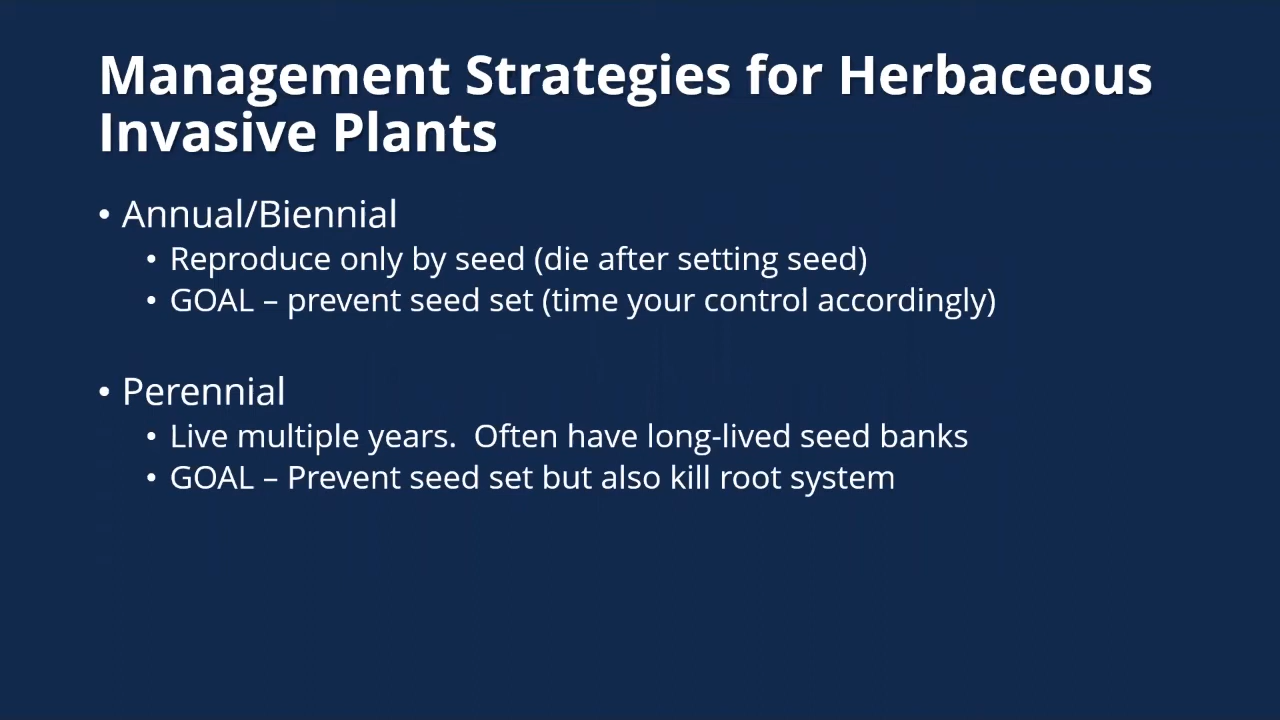 Management Strategies for Herbaceous
Invasive Plants
• Annual/Biennial
• Reproduce only by seed (die after setting seed)
• GOAL – prevent seed set (time your control accordingly)
• Perennial
• Live multiple years.  Often have long-lived seed banks
• GOAL – Prevent seed set but also kill root system